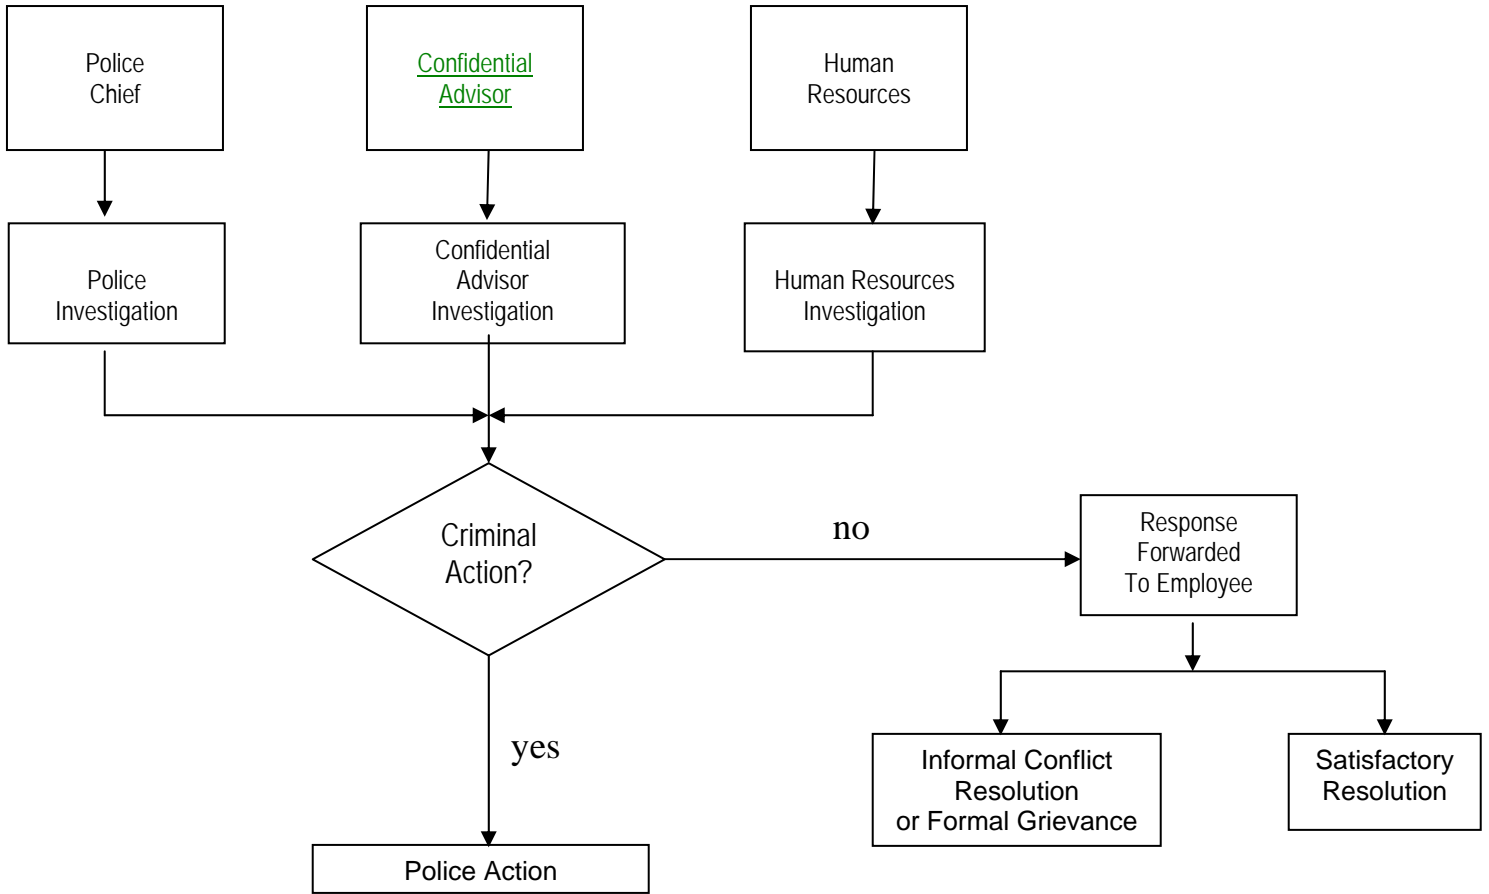 Police
Chief
Confidential
Advisor
Human
Resources
Police
Investigation
Confidential
Advisor
Investigation
Human Resources
Investigation
Criminal
Action?
no
Response
Forwarded
To Employee
yes
Informal Conflict
Resolution
or Formal Grievance
Satisfactory
Resolution
Police Action